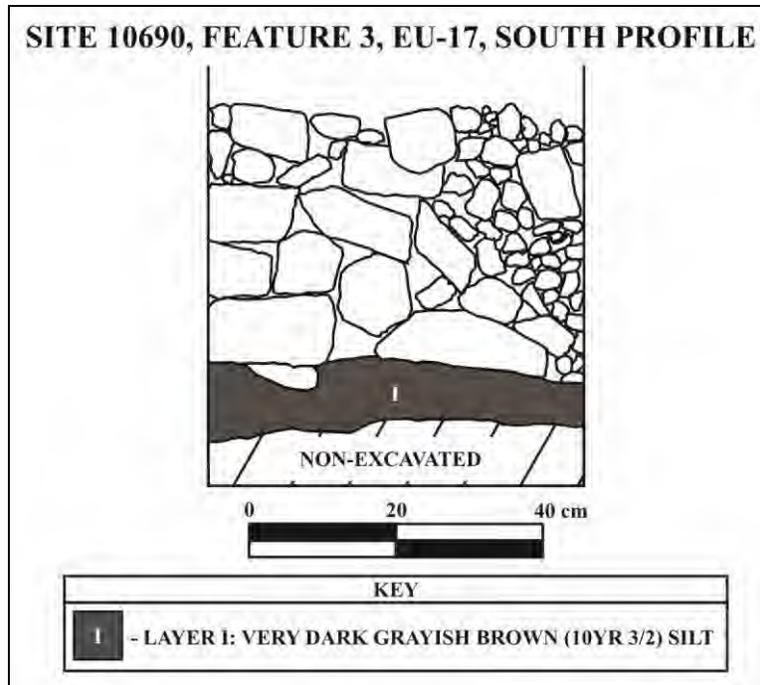 SITE 10690, FEATURE 3, EU-17, SOUTH PROFILE
I
NON-EXCAVATED
0 20 40 cm
KEY
I - LAYER I: VERY DARK GRAYISH BROWN (10YR 3/2) SILT